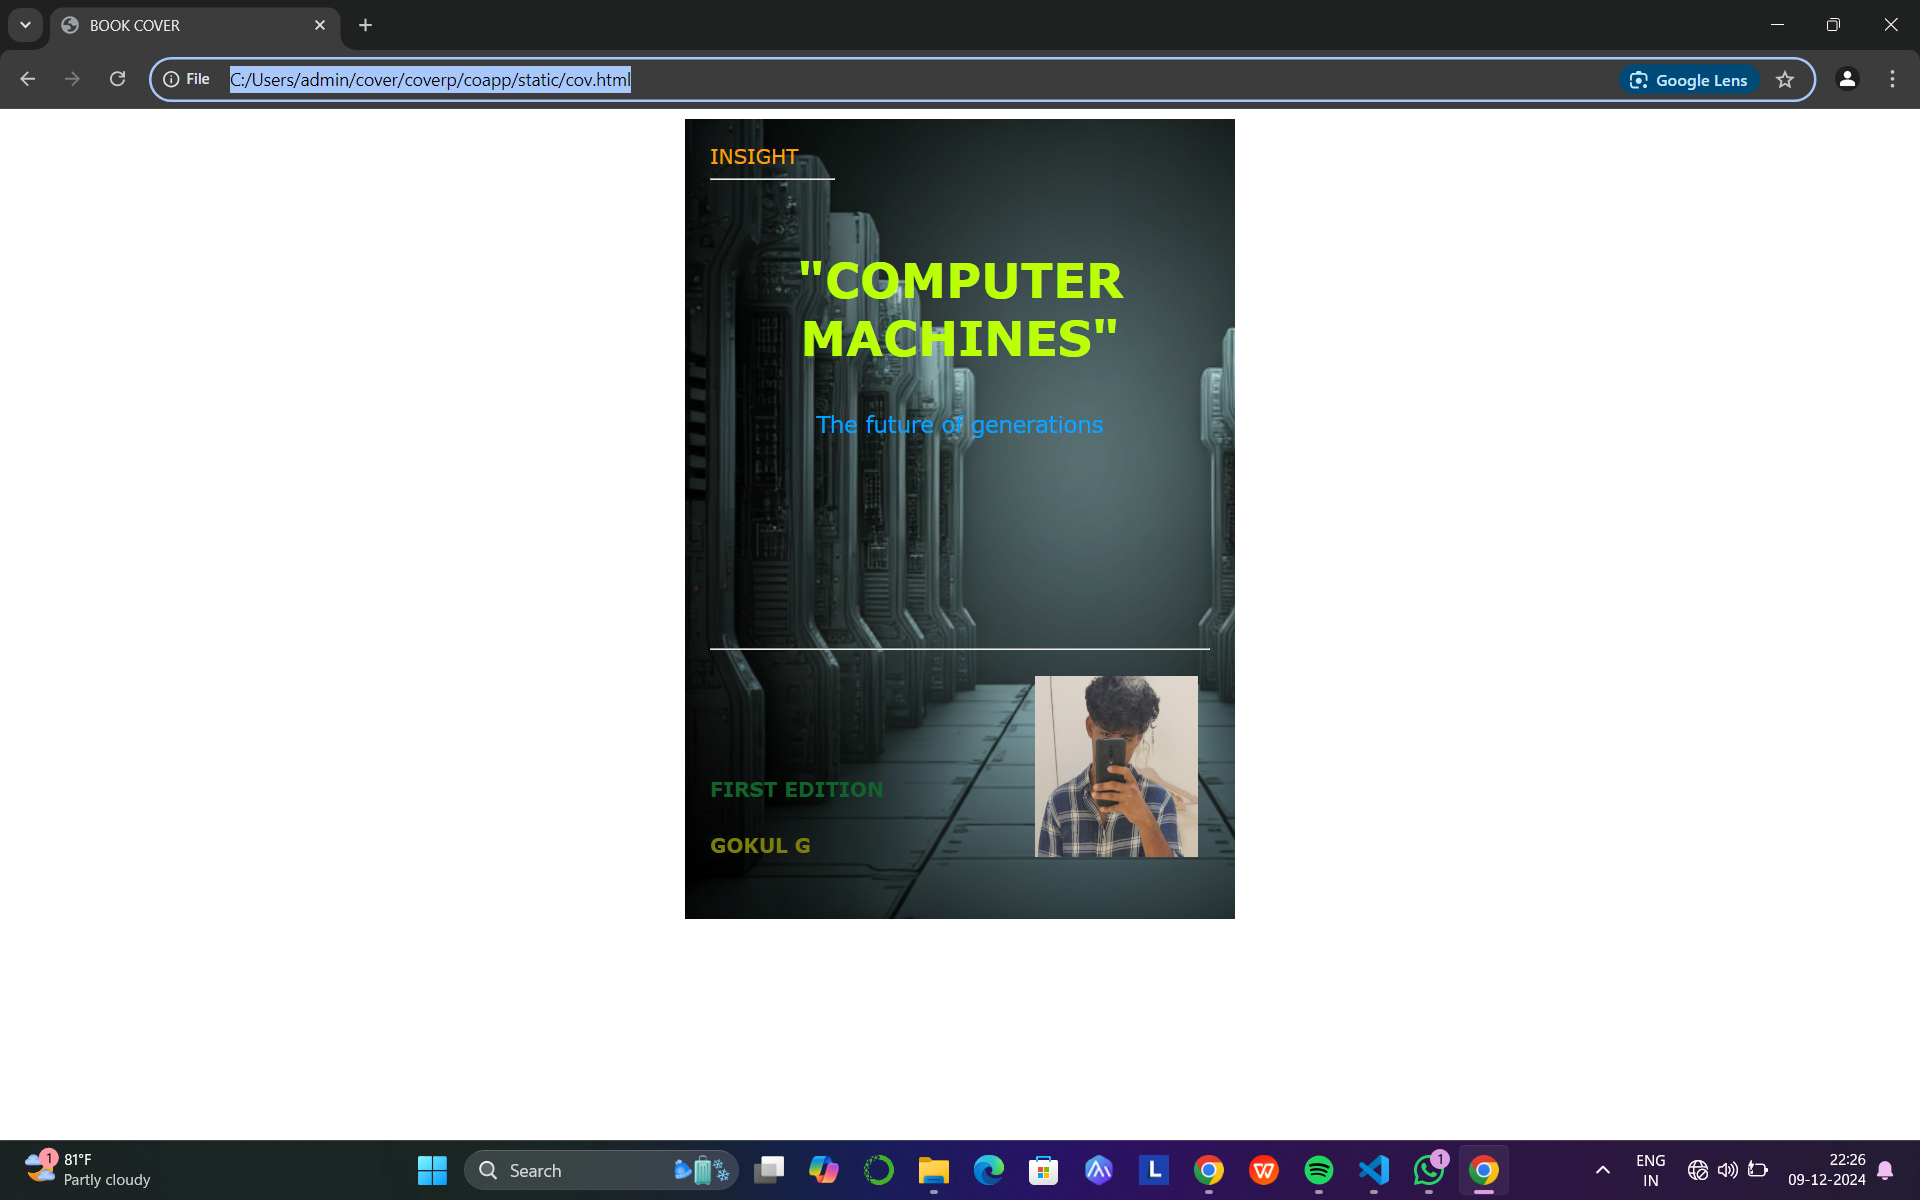 BOOK COVER
File
C:/Users/admin/cover/coverp/coapp/static/cov.html
Google Lens
INSIGHT
"COMPUTER
MACHINES"
The future of generations
FIRST EDITION
GOKUL G
1
81°F
Partly cloudy
Search
L
W
1
ENG
IN
22:26
09-12-2024